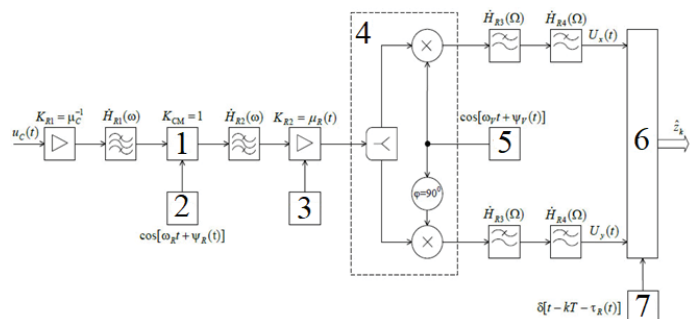 4
Ḣ_R3(Ω) Ḣ_R4(Ω) U_x(t)
K_R1 = μ_C^-1 Ḣ_R1(ω) K_CM = 1 Ḣ_R2(ω) K_R2 = μ_R(t)
cos[ω_V t + ψ_V(t)]
u_C(t) 1 5 6 ẑ_k
2 3 φ=90⁰
cos[ω_R t + ψ_R(t)]
Ḣ_R3(Ω) Ḣ_R4(Ω) U_y(t)
7
δ[t − kT − τ_R(t)]